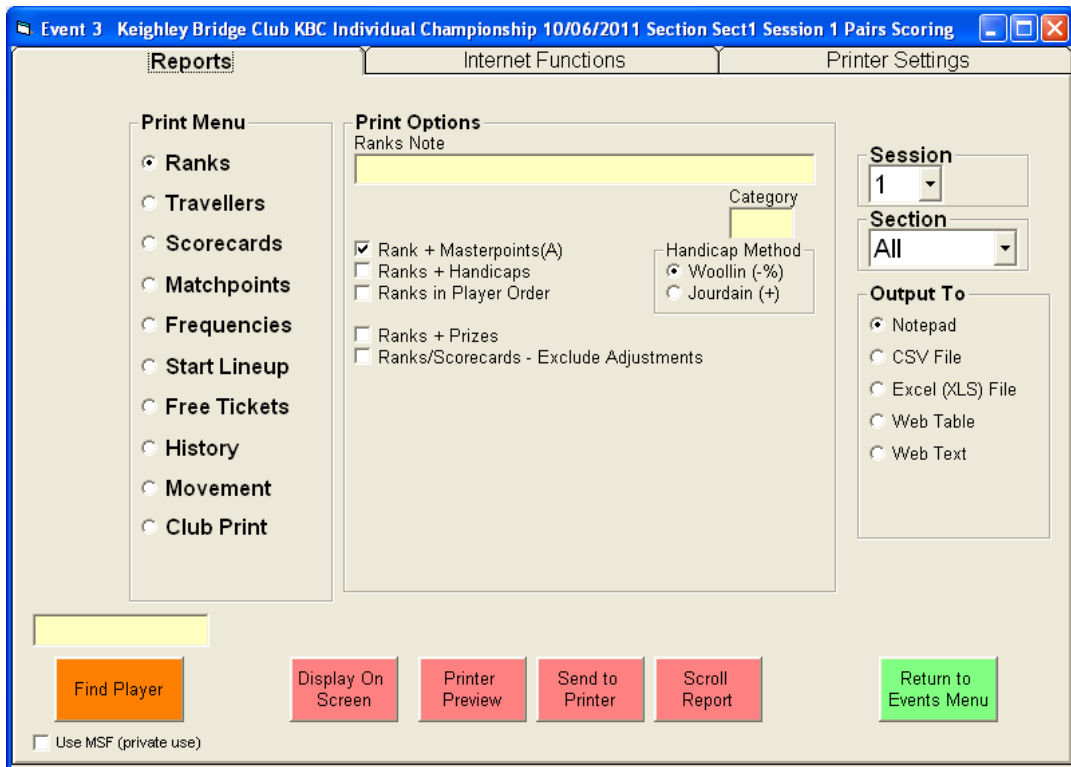 Event 3 Keighley Bridge Club KBC Individual Championship 10/06/2011 Section Sect1 Session 1 Pairs Scoring
Reports
Internet Functions
Printer Settings
Print Menu
Ranks
Travellers
Scorecards
Matchpoints
Frequencies
Start Lineup
Free Tickets
History
Movement
Club Print
Print Options
Ranks Note
Category
Rank + Masterpoints(A)
Ranks + Handicaps
Ranks in Player Order
Ranks + Prizes
Ranks/Scorecards - Exclude Adjustments
Handicap Method
Woollin (-%)
Jourdain (+)
Session
1
Section
All
Output To
Notepad
CSV File
Excel (XLS) File
Web Table
Web Text
Find Player
Display On
Screen
Printer
Preview
Send to
Printer
Scroll
Report
Return to
Events Menu
Use MSF (private use)